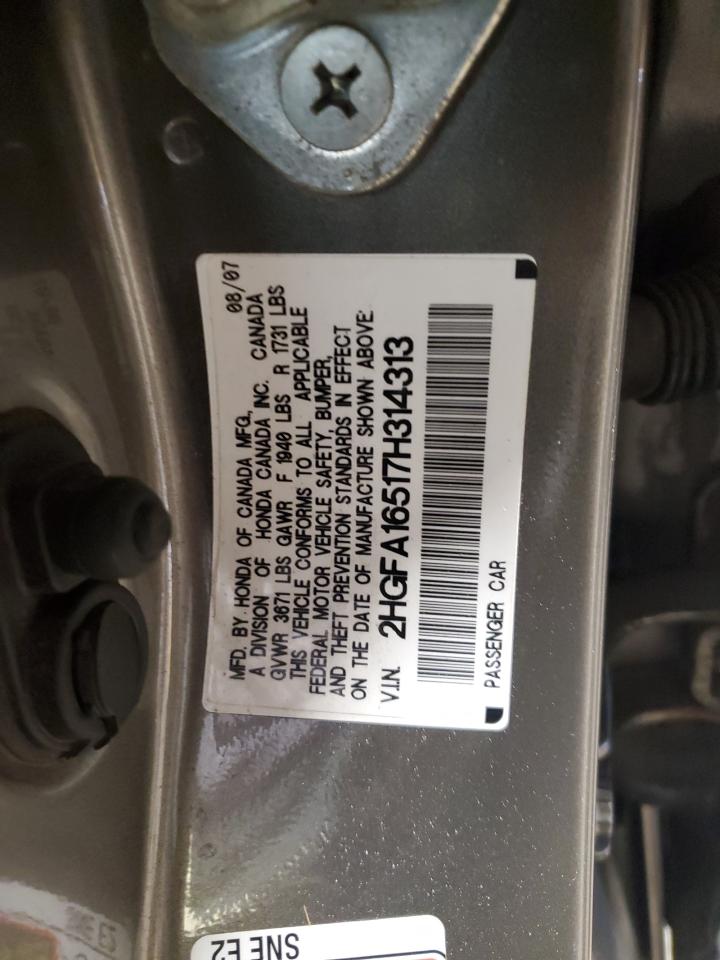 MFD. BY HONDA OF CANADA MFG., 08/07
A DIVISION OF HONDA CANADA INC. CANADA
GVWR 3671 LBS GAWR F 1940 LBS R 1731 LBS
THIS VEHICLE CONFORMS TO ALL APPLICABLE
FEDERAL MOTOR VEHICLE SAFETY, BUMPER,
AND THEFT PREVENTION STANDARDS IN EFFECT
ON THE DATE OF MANUFACTURE SHOWN ABOVE:
V.I.N. 2HGFA16517H314313
PASSENGER CAR
SNE E2